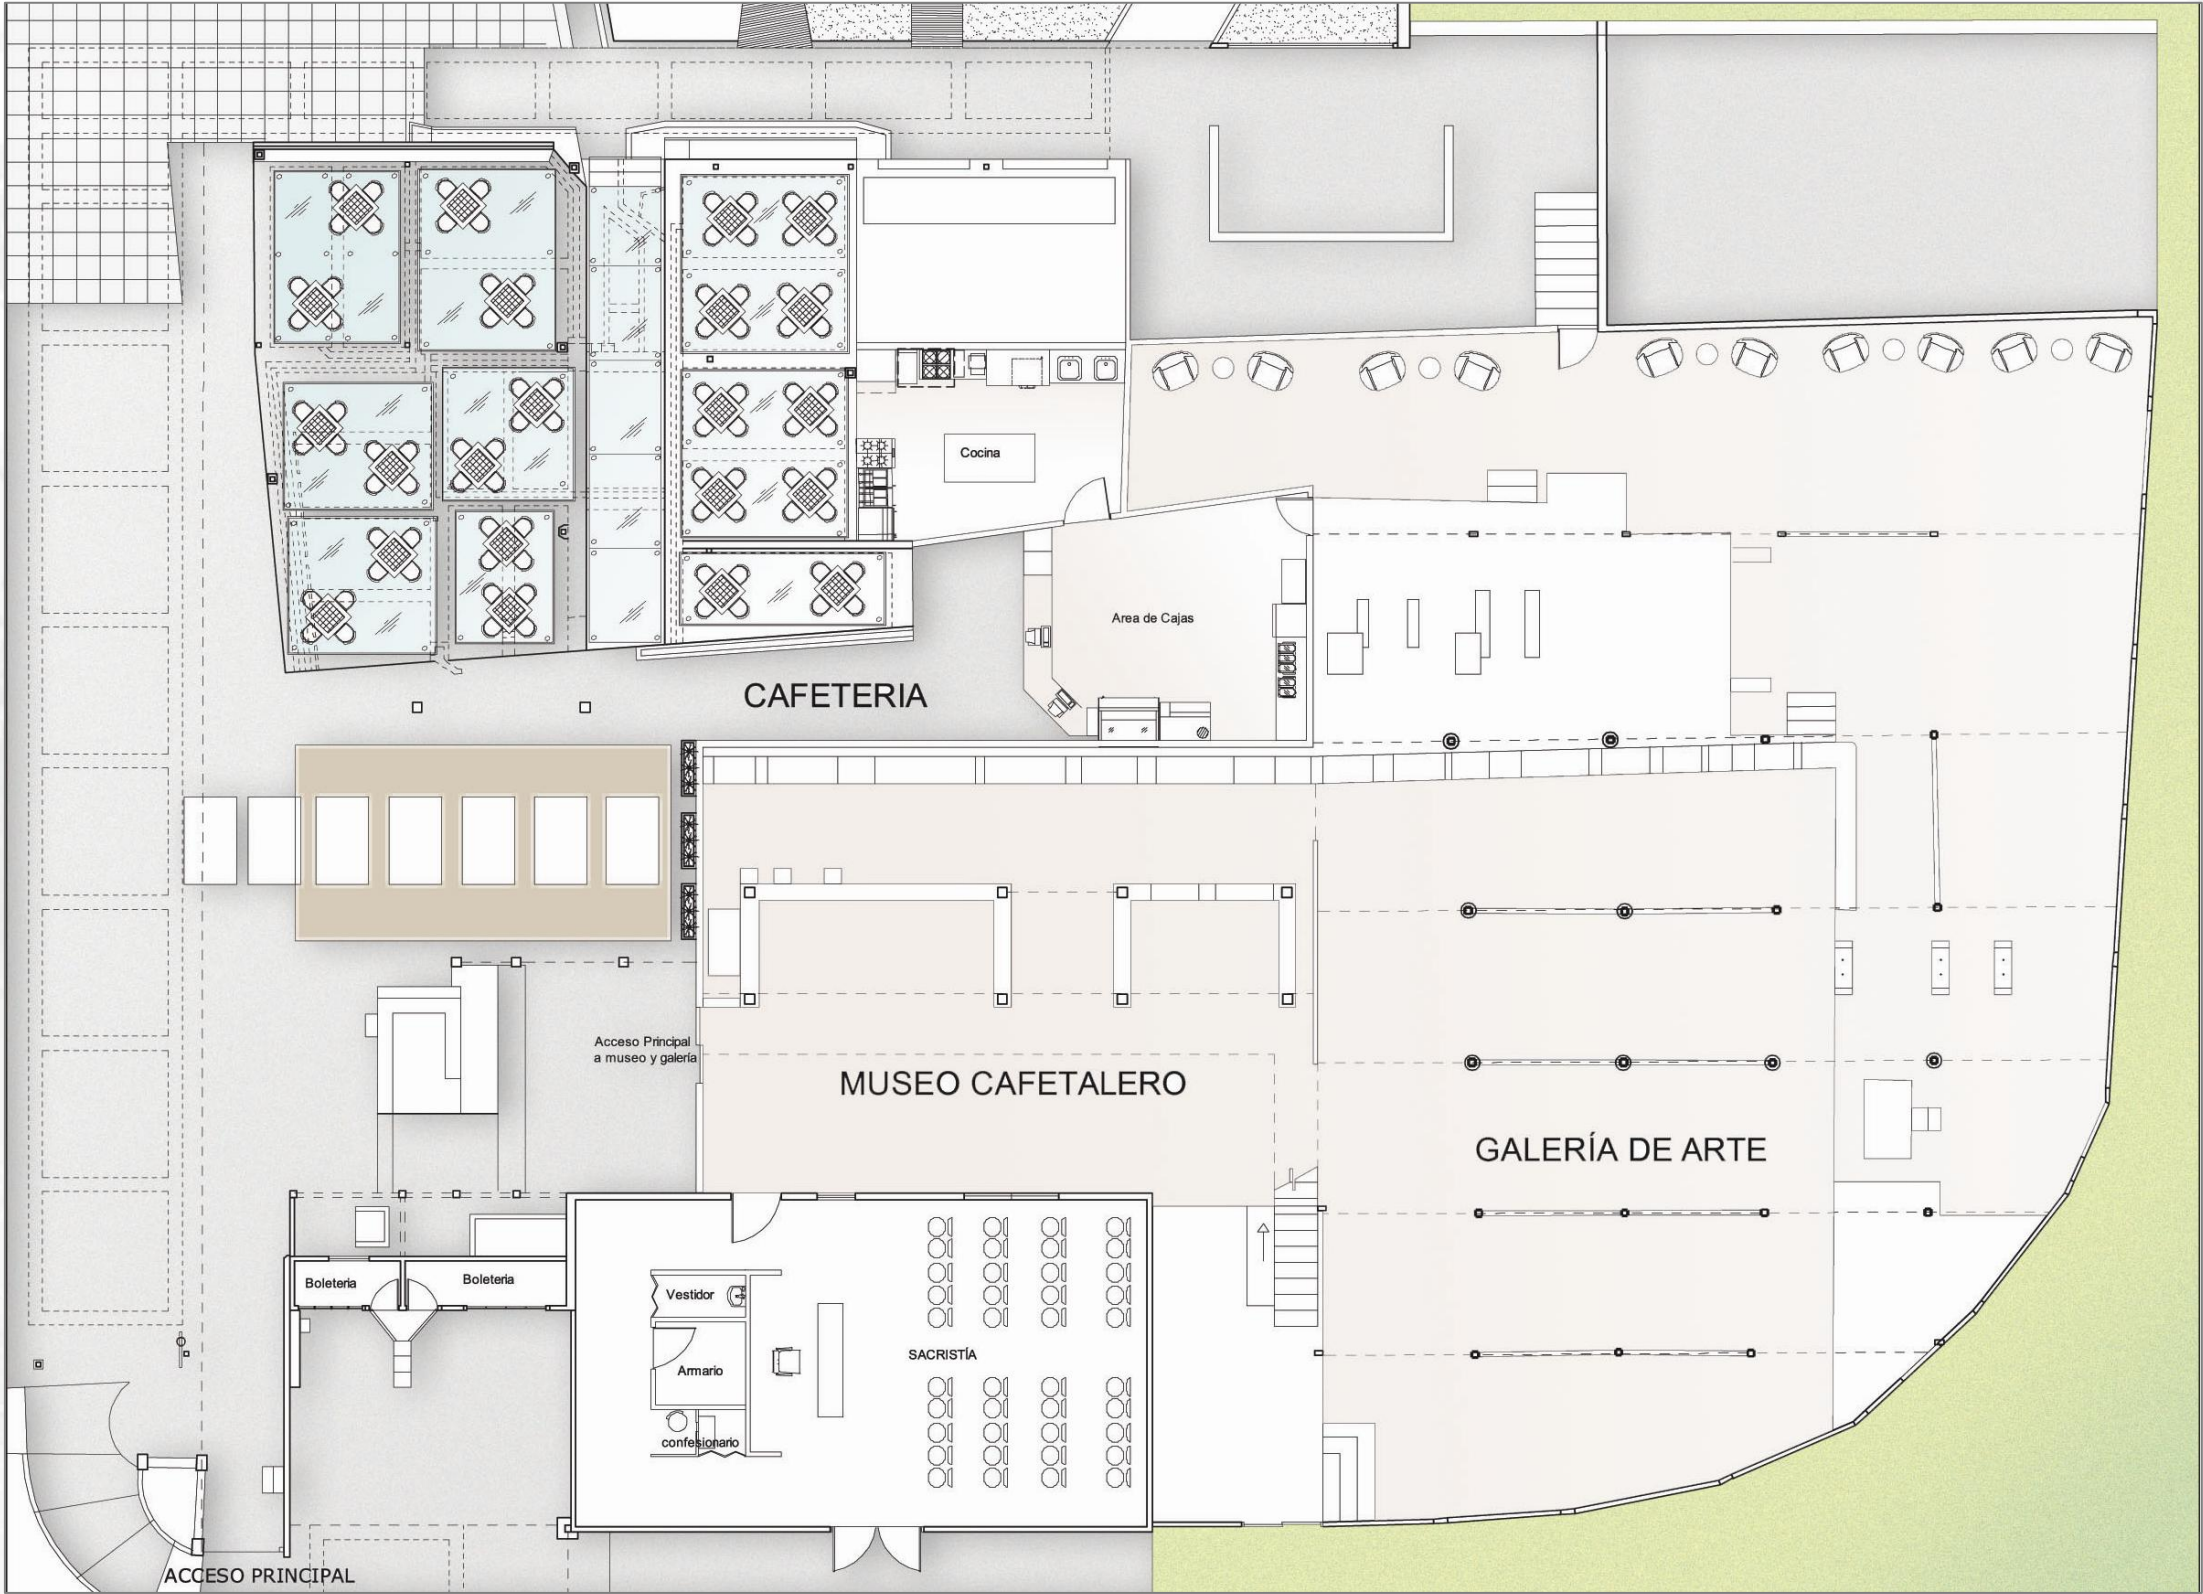 Cocina
Area de Cajas
CAFETERIA
Acceso Principal
a museo y galería
MUSEO CAFETALERO
GALERÍA DE ARTE
Boleteria
Boleteria
Vestidor
SACRISTÍA
Armario
confesionario
ACCESO PRINCIPAL